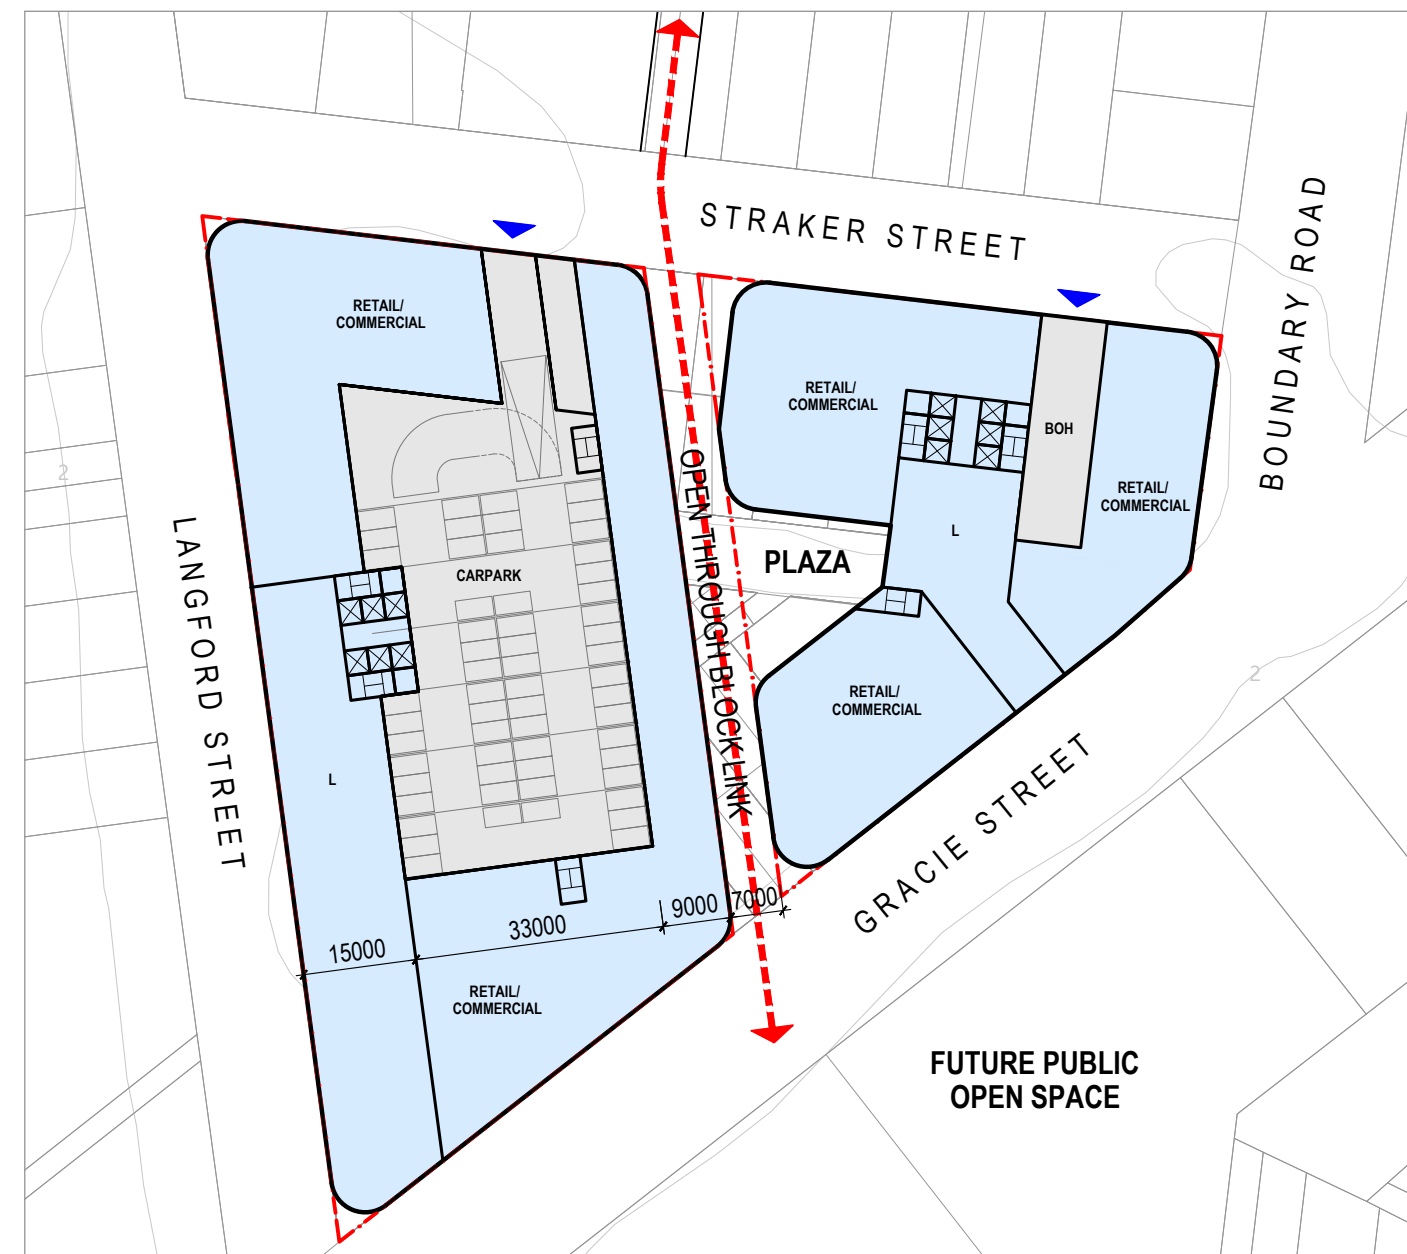 STRAKER STREET
BOUNDARY ROAD
RETAIL/
COMMERCIAL
RETAIL/
COMMERCIAL
BOH
RETAIL/
COMMERCIAL
2
LANGFORD STREET
CARPARK
OPEN THROUGH BLOCK LINK
PLAZA
L
RETAIL/
COMMERCIAL
2
L
GRACIE STREET
15000
33000
9000
7000
RETAIL/
COMMERCIAL
FUTURE PUBLIC
OPEN SPACE